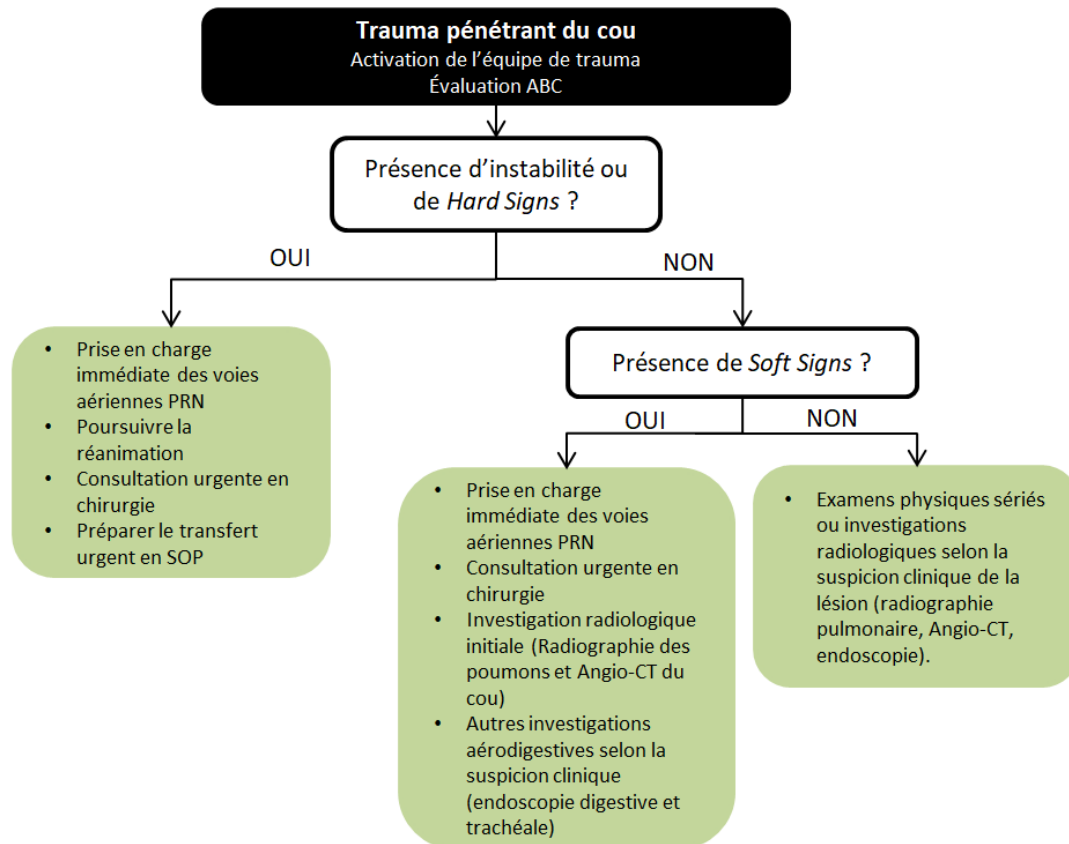 Trauma pénétrant du cou
Activation de l'équipe de trauma
Évaluation ABC
Présence d'instabilité ou
de Hard Signs ?
OUI
NON
• Prise en charge
immédiate des voies
aériennes PRN
• Poursuivre la
réanimation
• Consultation urgente en
chirurgie
• Préparer le transfert
urgent en SOP
Présence de Soft Signs ?
OUI
NON
• Prise en charge
immédiate des voies
aériennes PRN
• Consultation urgente en
chirurgie
• Investigation radiologique
initiale (Radiographie des
poumons et Angio-CT du
cou)
• Autres investigations
aérodigestives selon la
suspicion clinique
(endoscopie digestive et
trachéale)
• Examens physiques sériés
ou investigations
radiologiques selon la
suspicion clinique de la
lésion (radiographie
pulmonaire, Angio-CT,
endoscopie).